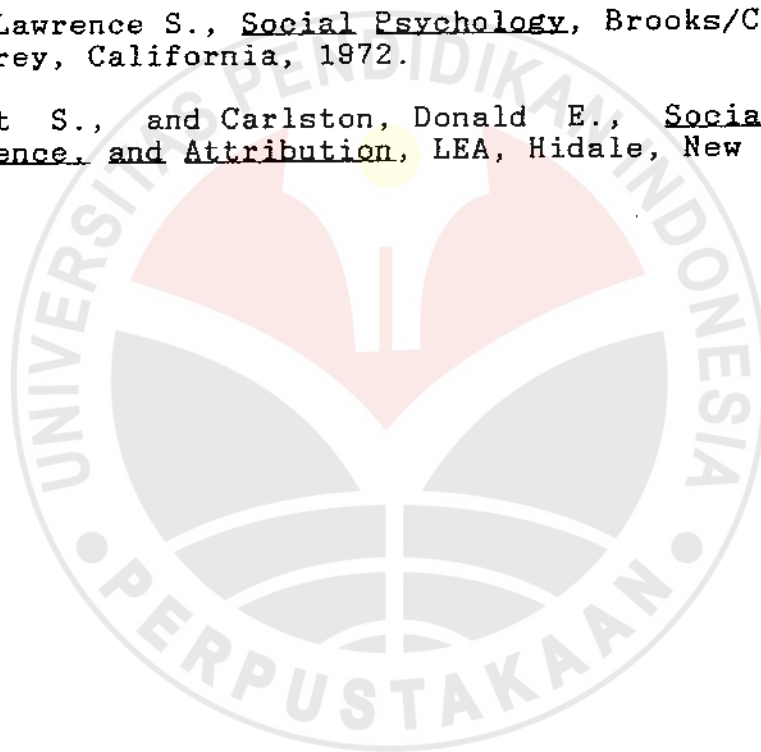 Lawrence S., Social Psychology, Brooks/C
rey, California, 1972.
t S., and Carlston, Donald E., Socia
ence, and Attribution, LEA, Hidale, New
UNIVERSITAS PENDIDIKAN INDONESIA
PERPUSTAKAAN